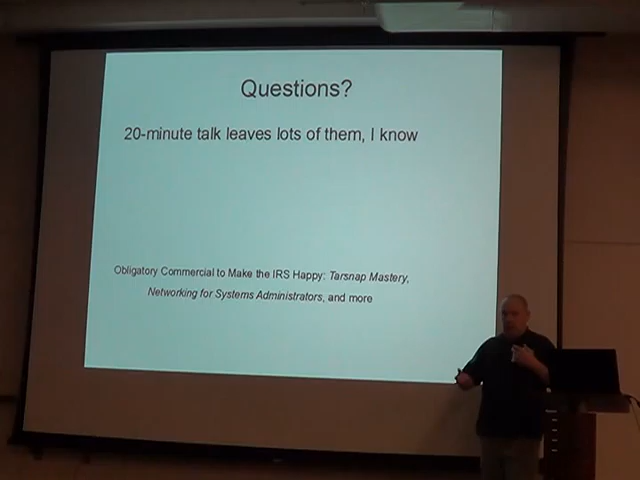 Questions?
20-minute talk leaves lots of them, I know
Obligatory Commercial to Make the IRS Happy: Tarsnap Mastery,
Networking for Systems Administrators, and more